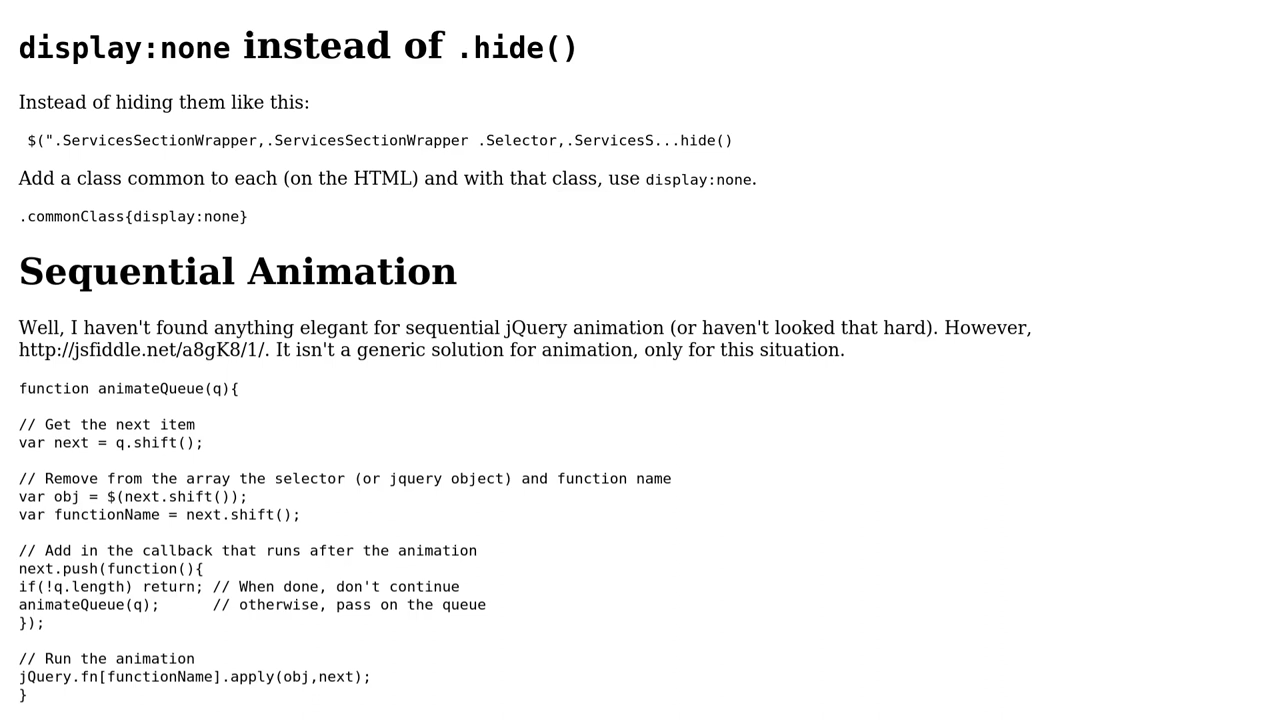 display:none instead of .hide()
Instead of hiding them like this:
$(".ServicesSectionWrapper,.ServicesSectionWrapper .Selector,.ServicesS...hide()
Add a class common to each (on the HTML) and with that class, use display:none.
.commonClass{display:none}
Sequential Animation
Well, I haven't found anything elegant for sequential jQuery animation (or haven't looked that hard). However,
http://jsfiddle.net/a8gK8/1/. It isn't a generic solution for animation, only for this situation.
function animateQueue(q){
// Get the next item
var next = q.shift();
// Remove from the array the selector (or jquery object) and function name
var obj = $(next.shift());
var functionName = next.shift();
// Add in the callback that runs after the animation
next.push(function(){
if(!q.length) return; // When done, don't continue
animateQueue(q);      // otherwise, pass on the queue
});
// Run the animation
jQuery.fn[functionName].apply(obj,next);
}